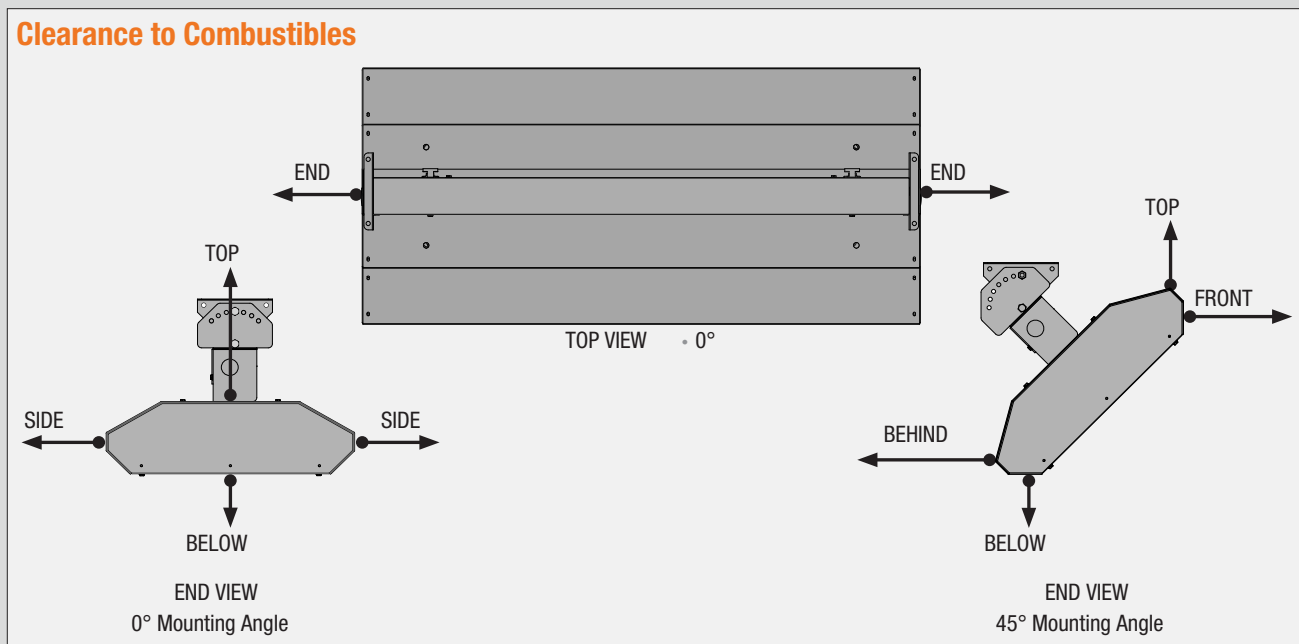 Clearance to Combustibles
END
END
TOP VIEW • 0°
TOP
SIDE
SIDE
BELOW
END VIEW
0° Mounting Angle
TOP
FRONT
BEHIND
BELOW
END VIEW
45° Mounting Angle